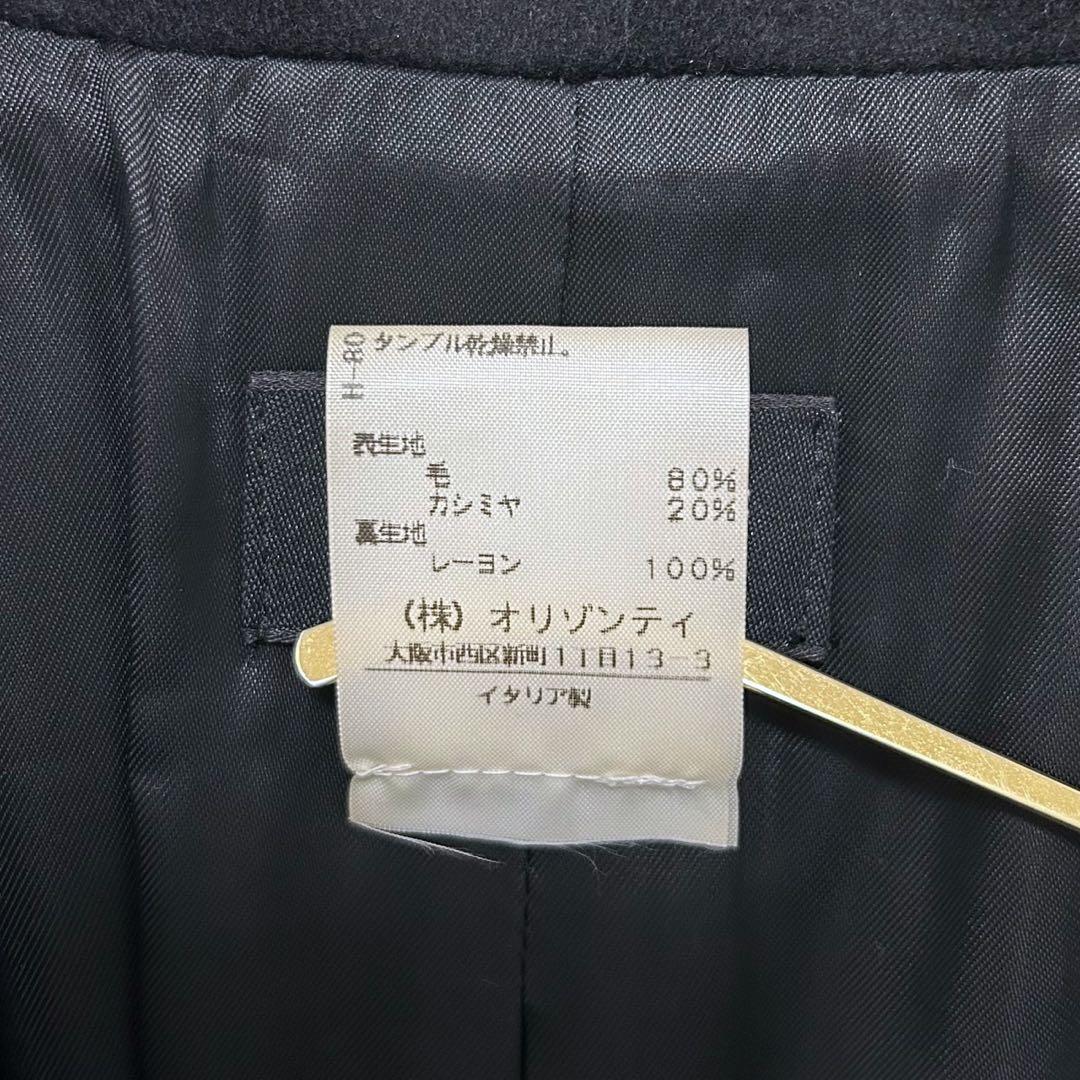 タンブル乾燥禁止。
H-80
表生地
毛 80%
カシミヤ 20%
裏生地
レーヨン 100%
(株) オリゾンティ
大阪市西区新町1丁目13-3
イタリア製